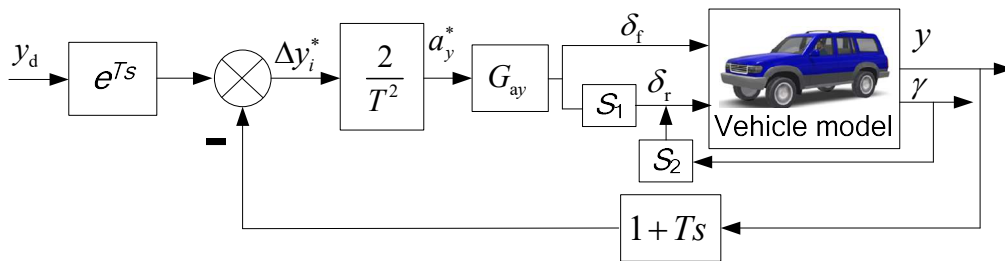 y_d
e^{Ts}
Δy_i^*
2/T^2
a_y^*
G_{ay}
δ_f
S_1
δ_r
S_2
Vehicle model
y
γ
−
1+Ts